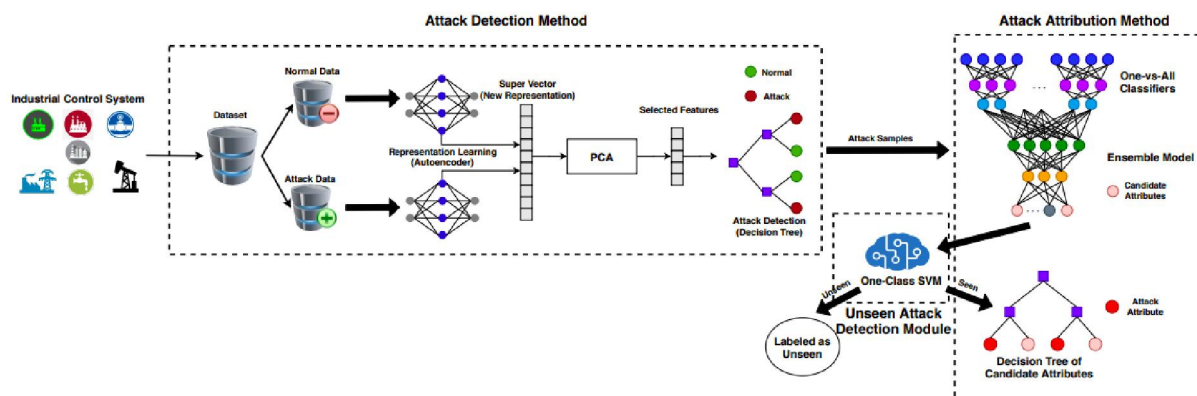 Attack Detection Method
Attack Attribution Method
Industrial Control System
Dataset
Normal Data
Attack Data
Super Vector
(New Representation)
Representation Learning
(Autoencoder)
PCA
Selected Features
Normal
Attack
Attack Detection
(Decision Tree)
Attack Samples
One-vs-All
Classifiers
Ensemble Model
Candidate
Attributes
One-Class SVM
Unseen
Seen
Unseen Attack
Detection Module
Labeled as
Unseen
Attack
Attribute
Decision Tree of
Candidate Attributes